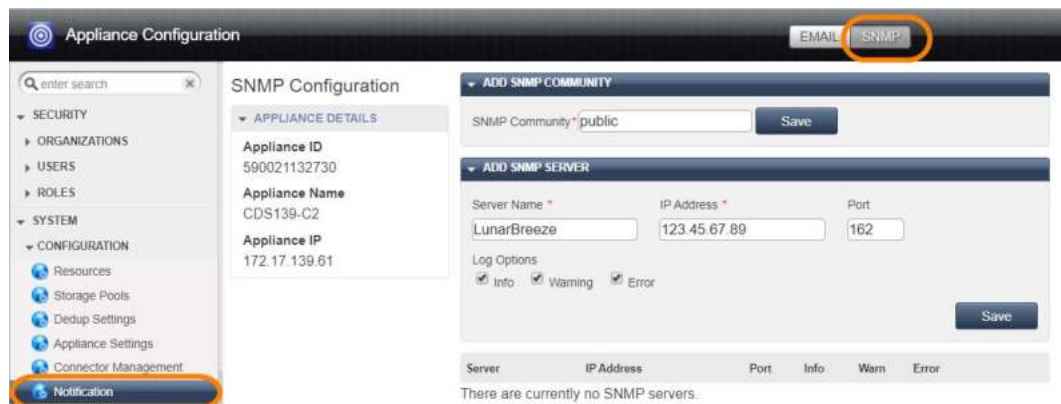 Appliance Configuration
EMAIL SNMP
enter search
SECURITY
ORGANIZATIONS
USERS
ROLES
SYSTEM
CONFIGURATION
Resources
Storage Pools
Dedup Settings
Appliance Settings
Connector Management
Notification
SNMP Configuration
APPLIANCE DETAILS
Appliance ID
590021132730
Appliance Name
CDS139-C2
Appliance IP
172.17.139.61
ADD SNMP COMMUNITY
SNMP Community* public Save
ADD SNMP SERVER
Server Name * IP Address * Port
LunarBreeze 123.45.67.89 162
Log Options
Info Warning Error
Save
Server IP Address Port Info Warn Error
There are currently no SNMP servers.